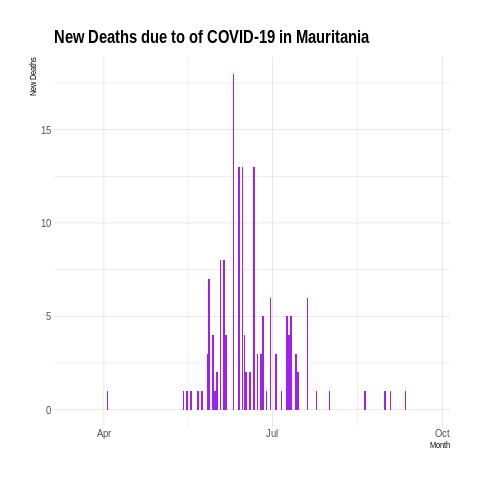 New Deaths due to of COVID-19 in Mauritania
New Deaths
15
10
5
0
Apr Jul Oct
Month